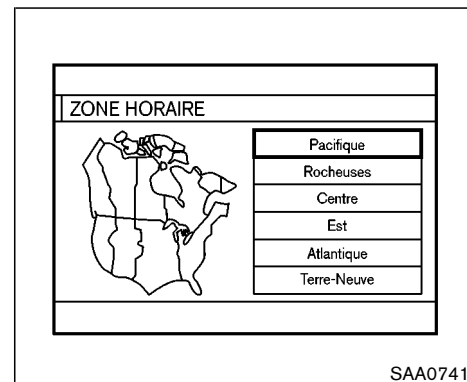 ZONE HORAIRE
Pacifique
Rocheuses
Centre
Est
Atlantique
Terre-Neuve
SAA0741